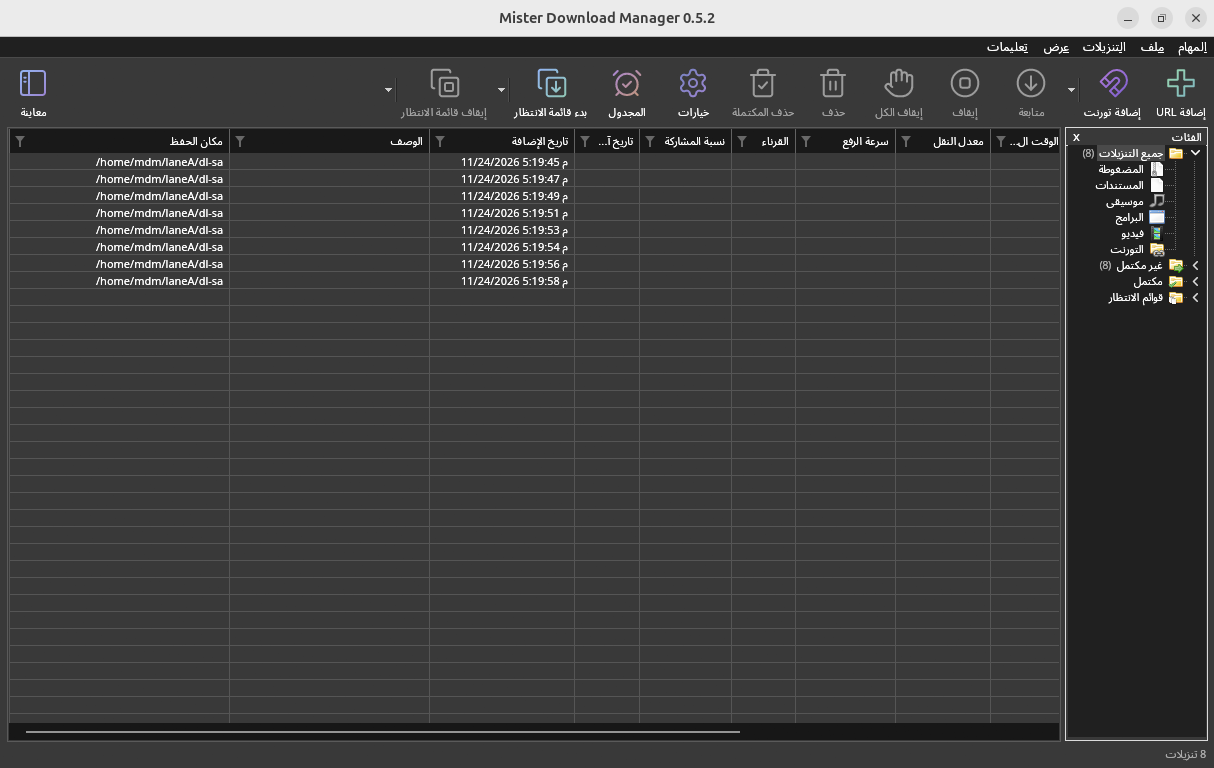 Mister Download Manager 0.5.2
المهام ملف التنزيلات عرض تعليمات
إضافة URL إضافة تورنت متابعة إيقاف إيقاف الكل حذف حذف المكتملة خيارات المجدول بدء قائمة الانتظار إيقاف قائمة الانتظار معاينة
الفئات x
جميع التنزيلات (8)
المضغوطة
المستندات
موسيقى
البرامج
فيديو
التورنت
غير مكتمل (8)
مكتمل
قوائم الانتظار
الوقت ال... معدل النقل سرعة الرفع القرناء نسبة المشاركة تاريخ آ... تاريخ الإضافة الوصف مكان الحفظ
11/24/2026 5:19:45 م /home/mdm/laneA/dl-sa
11/24/2026 5:19:47 م /home/mdm/laneA/dl-sa
11/24/2026 5:19:49 م /home/mdm/laneA/dl-sa
11/24/2026 5:19:51 م /home/mdm/laneA/dl-sa
11/24/2026 5:19:53 م /home/mdm/laneA/dl-sa
11/24/2026 5:19:54 م /home/mdm/laneA/dl-sa
11/24/2026 5:19:56 م /home/mdm/laneA/dl-sa
11/24/2026 5:19:58 م /home/mdm/laneA/dl-sa
8 تنزيلات